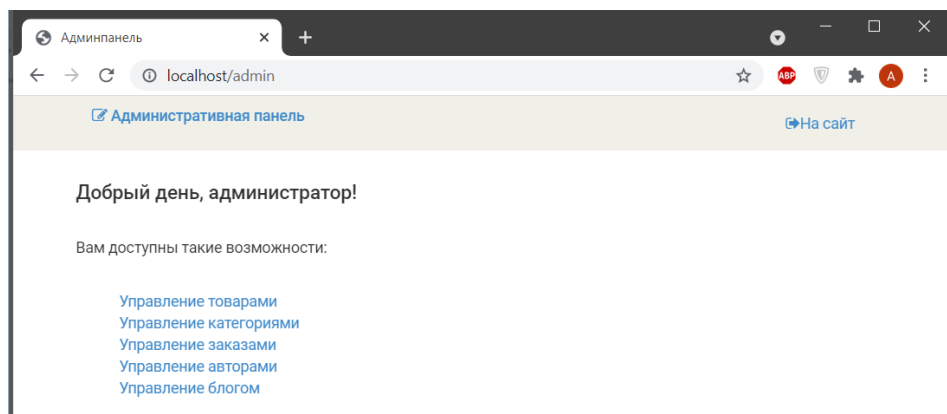 Админпанель
localhost/admin
ABP
A
Административная панель
На сайт
Добрый день, администратор!
Вам доступны такие возможности:
Управление товарами
Управление категориями
Управление заказами
Управление авторами
Управление блогом